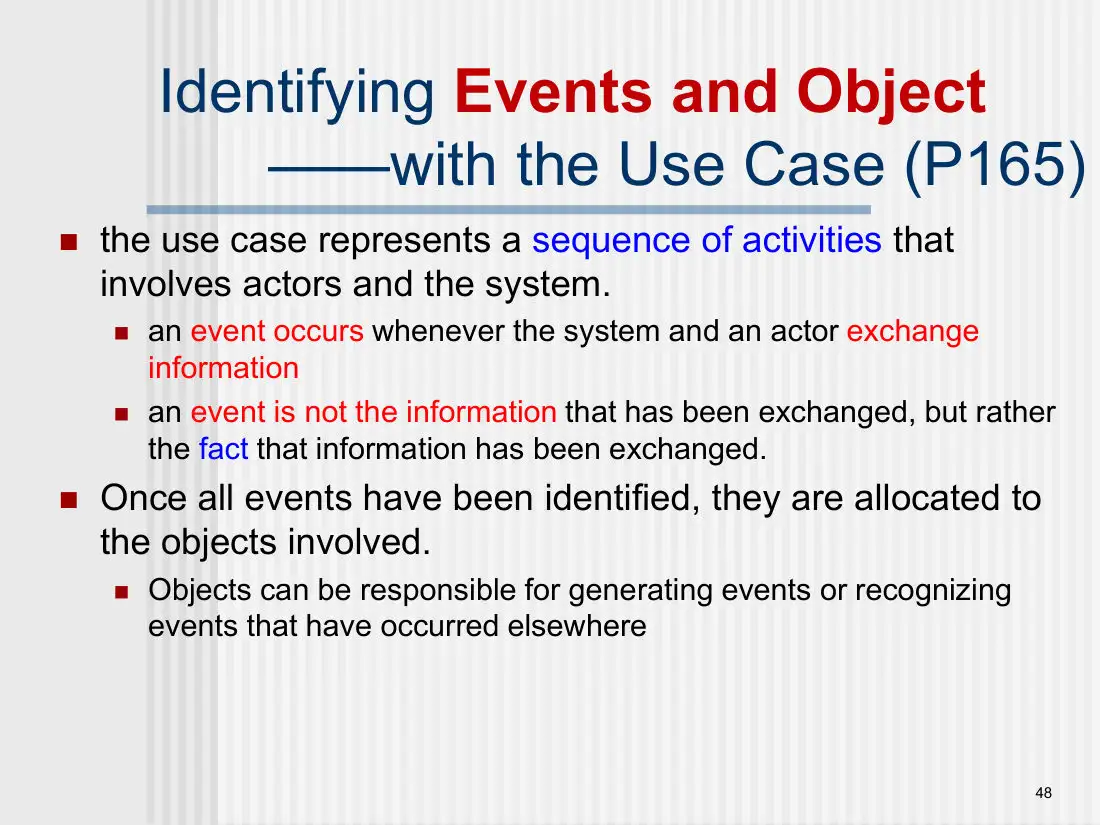 Identifying Events and Object
——with the Use Case (P165)
the use case represents a sequence of activities that
involves actors and the system.
an event occurs whenever the system and an actor exchange
information
an event is not the information that has been exchanged, but rather
the fact that information has been exchanged.
Once all events have been identified, they are allocated to
the objects involved.
Objects can be responsible for generating events or recognizing
events that have occurred elsewhere
48